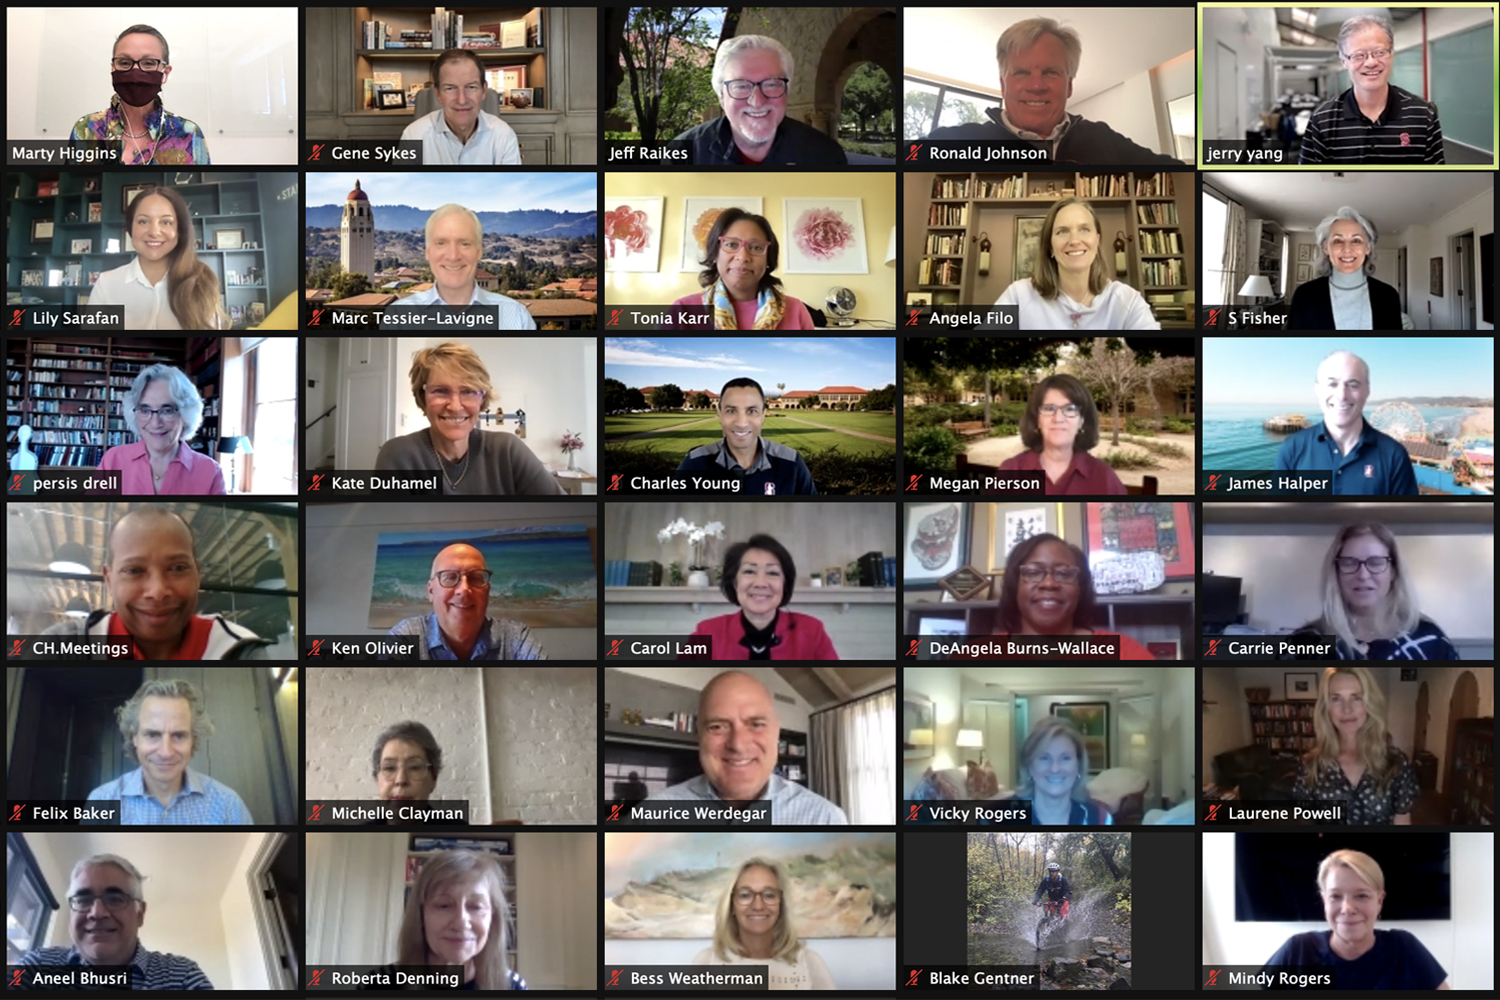 Marty Higgins
Gene Sykes
Jeff Raikes
Ronald Johnson
jerry yang
Lily Sarafan
Marc Tessier-Lavigne
Tonia Karr
Angela Filo
S Fisher
persis drell
Kate Duhamel
Charles Young
Megan Pierson
James Halper
CH.Meetings
Ken Olivier
Carol Lam
DeAngela Burns-Wallace
Carrie Penner
Felix Baker
Michelle Clayman
Maurice Werdegar
Vicky Rogers
Laurene Powell
Aneel Bhusri
Roberta Denning
Bess Weatherman
Blake Gentner
Mindy Rogers